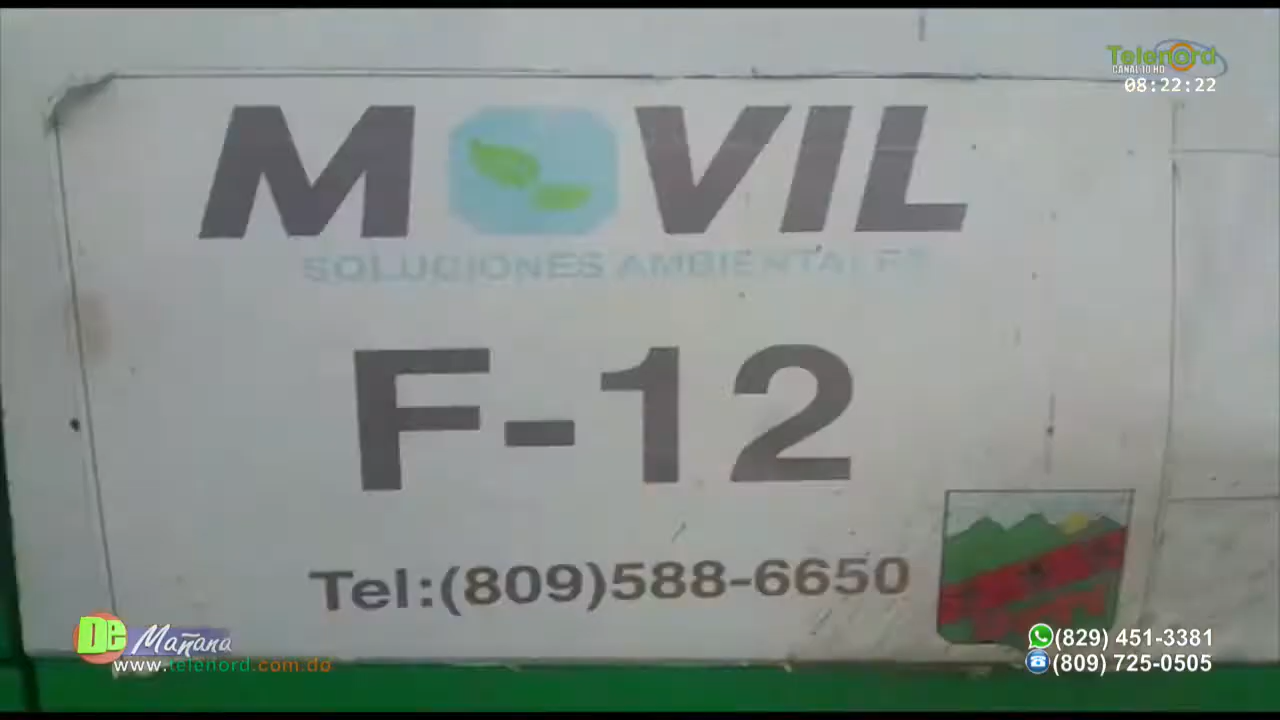 Telenord
CANAL 10 HD
08:22:22
MOVIL
SOLUCIONES AMBIENTALES
F-12
Tel:(809)588-6650
De Mañana
www.telenord.com.do
(829) 451-3381
(809) 725-0505